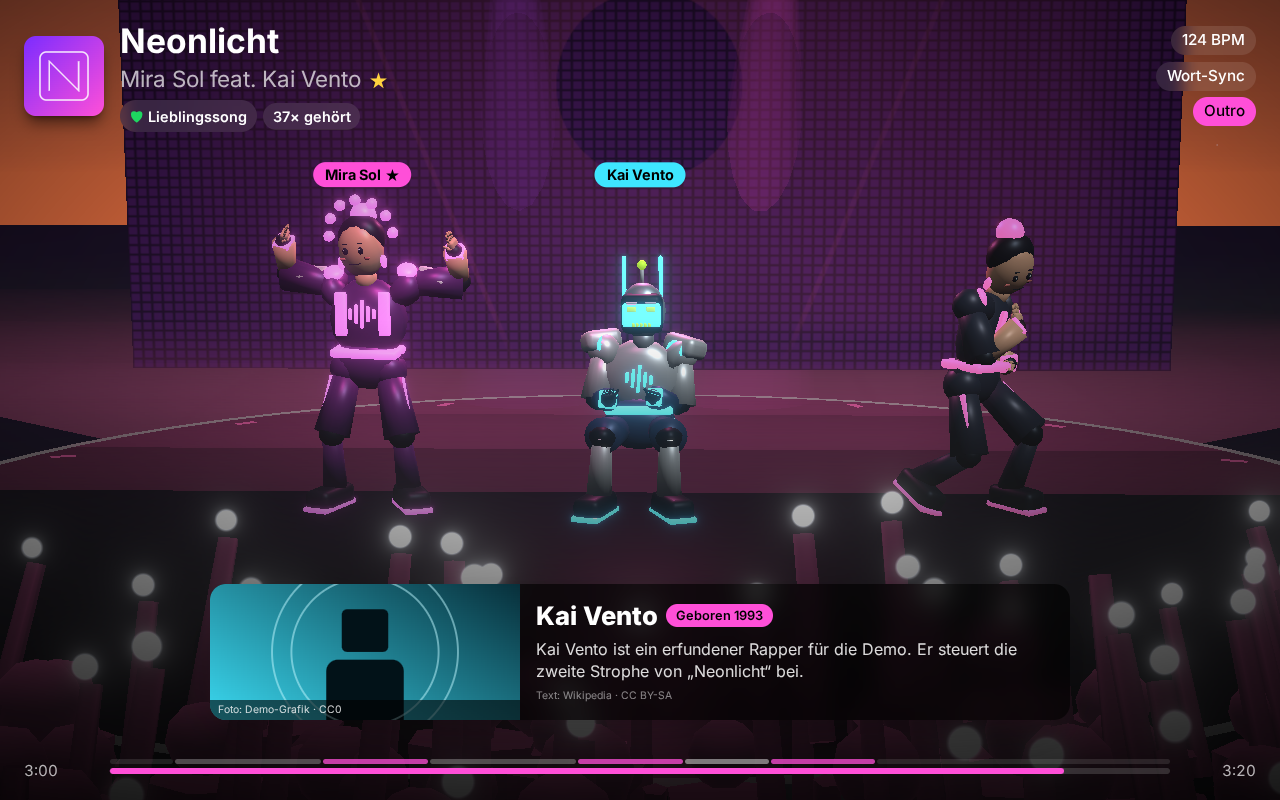 Neonlicht
Mira Sol feat. Kai Vento ★
Lieblingssong
37× gehört
124 BPM
Wort-Sync
Outro
N
Mira Sol ★
Kai Vento
Kai Vento
Geboren 1993
Kai Vento ist ein erfundener Rapper für die Demo. Er steuert die
zweite Strophe von „Neonlicht“ bei.
Text: Wikipedia · CC BY-SA
Foto: Demo-Grafik · CC0
3:00
3:20